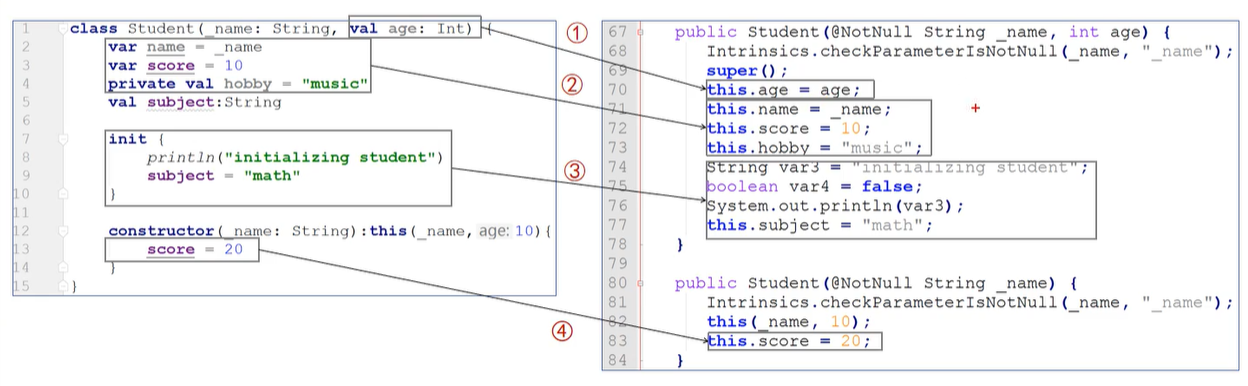 1 class Student(_name: String, val age: Int) {
2 var name = _name
3 var score = 10
4 private val hobby = "music"
5 val subject:String
6
7 init {
8 println("initializing student")
9 subject = "math"
10 }
11
12 constructor(_name: String):this(_name, age: 10){
13 score = 20
14 }
15 }
①
②
③
④
67 public Student(@NotNull String _name, int age) {
68 Intrinsics.checkParameterIsNotNull(_name, "_name");
69 super();
70 this.age = age;
71 this.name = _name;
72 this.score = 10;
73 this.hobby = "music";
74 String var3 = "initializing student";
75 boolean var4 = false;
76 System.out.println(var3);
77 this.subject = "math";
78 }
79
80 public Student(@NotNull String _name) {
81 Intrinsics.checkParameterIsNotNull(_name, "_name");
82 this(_name, 10);
83 this.score = 20;
84 }